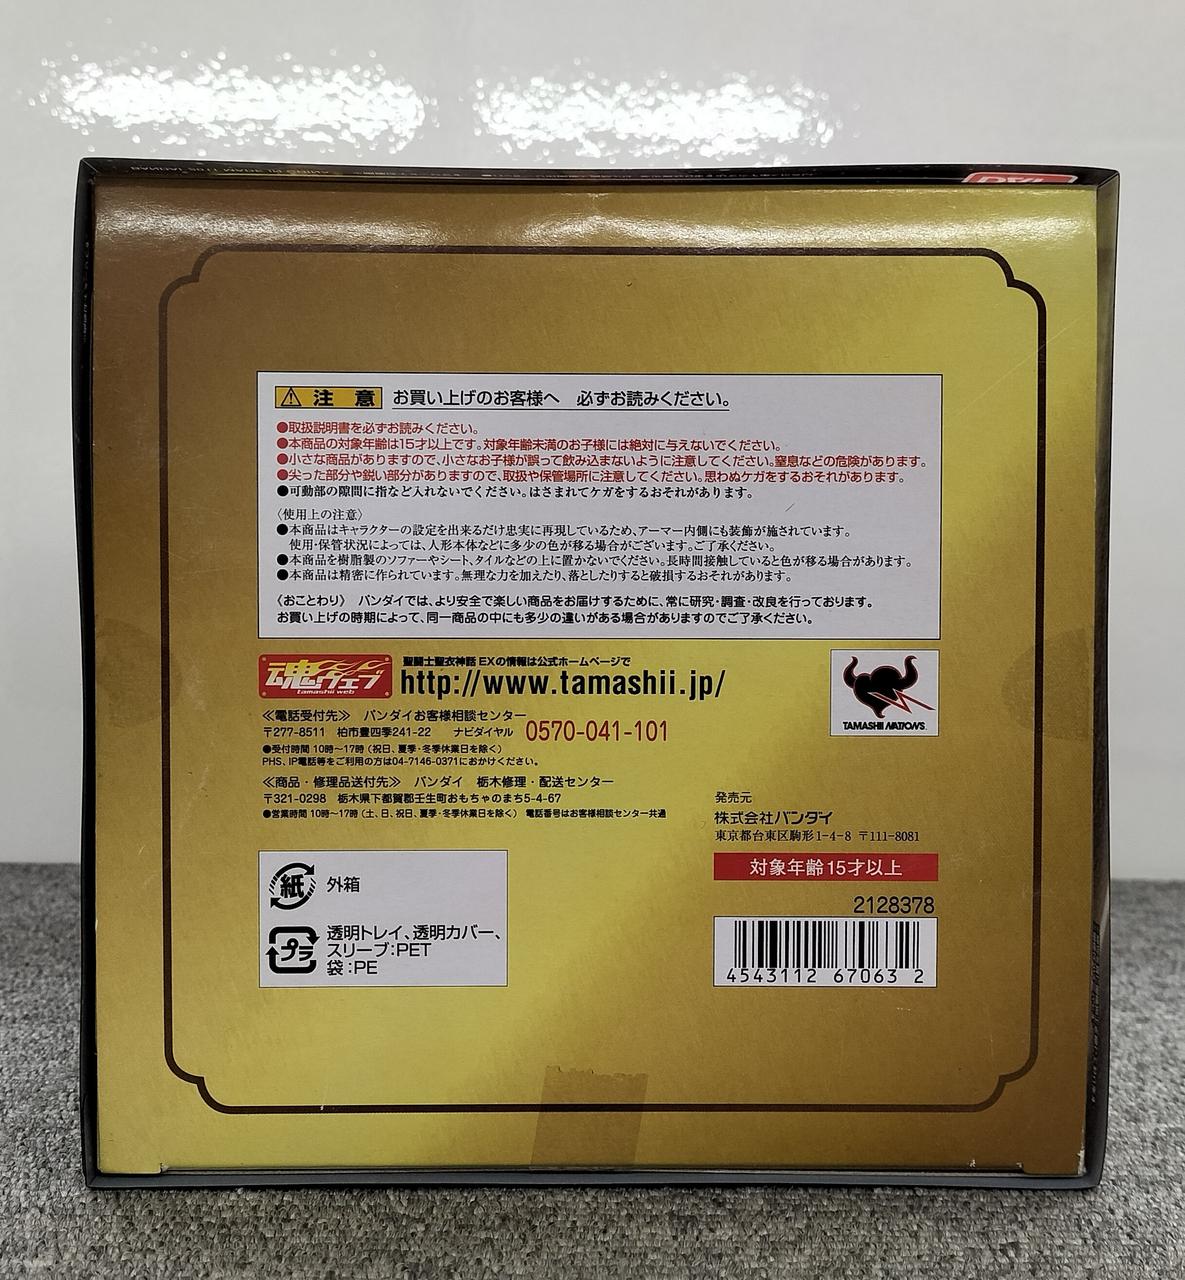 ⚠注 意 お買い上げのお客様へ 必ずお読みください。
●取扱説明書を必ずお読みください。
●本商品の対象年齢は15才以上です。対象年齢未満のお子様には絶対に与えないでください。
●小さな商品がありますので、小さなお子様が誤って飲み込まないように注意してください。窒息などの危険があります。
●尖った部分や鋭い部分がありますので、取扱や保管場所に注意してください。思わぬケガをするおそれがあります。
●可動部の隙間に指など入れないでください。はさまれてケガをするおそれがあります。
〈使用上の注意〉
●本商品はキャラクターの設定を出来るだけ忠実に再現しているため、アーマー内側にも装飾が施されています。
使用・保管状況によっては、人形本体などに多少の色が移る場合がございます。ご了承ください。
●本商品を樹脂製のソファーやシート、タイルなどの上に置かないでください。長時間接触していると色が移る場合があります。
●本商品は精密に作られています。無理な力を加えたり、落としたりすると破損するおそれがあります。
〈おことわり〉 バンダイでは、より安全で楽しい商品をお届けするために、常に研究・調査・改良を行っております。
お買い上げの時期によって、同一商品の中にも多少の違いがある場合がありますのでご了承ください。
魂ウェブ
tamashii web
聖闘士聖衣神話 EXの情報は公式ホームページで
http://www.tamashii.jp/
TAMASHII NATIONS
≪電話受付先≫ バンダイお客様相談センター
〒277-8511 柏市豊四季241-22 ナビダイヤル 0570-041-101
●受付時間 10時〜17時（祝日、夏季・冬季休業日を除く）
PHS、IP電話等をご利用の方は04-7146-0371におかけください。
≪商品・修理品送付先≫ バンダイ 栃木修理・配送センター
〒321-0298 栃木県下都賀郡壬生町おもちゃのまち5-4-67
●営業時間 10時〜17時（土、日、祝日、夏季・冬季休業日を除く） 電話番号はお客様相談センター共通
発売元
株式会社バンダイ
東京都台東区駒形1-4-8 〒111-8081
対象年齢15才以上
2128378
4543112 67063 2
紙 外箱
プラ 透明トレイ、透明カバー、
スリーブ：PET
袋：PE